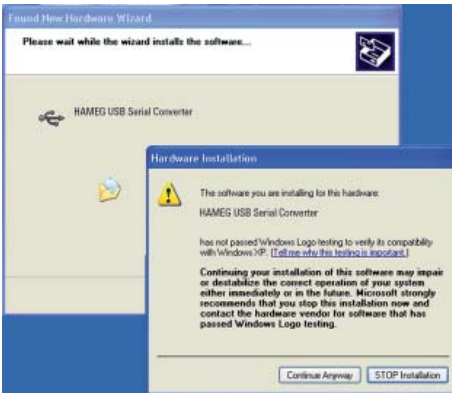 Found New Hardware Wizard
Please wait while the wizard installs the software...
HAMEG USB Serial Converter
Hardware Installation
The software you are installing for this hardware:
HAMEG USB Serial Converter
has not passed Windows Logo testing to verify its compatibility
with Windows XP. (Tell me why this testing is important.)
Continuing your installation of this software may impair
or destabilize the correct operation of your system
either immediately or in the future. Microsoft strongly
recommends that you stop this installation now and
contact the hardware vendor for software that has
passed Windows Logo testing.
Continue Anyway
STOP Installation